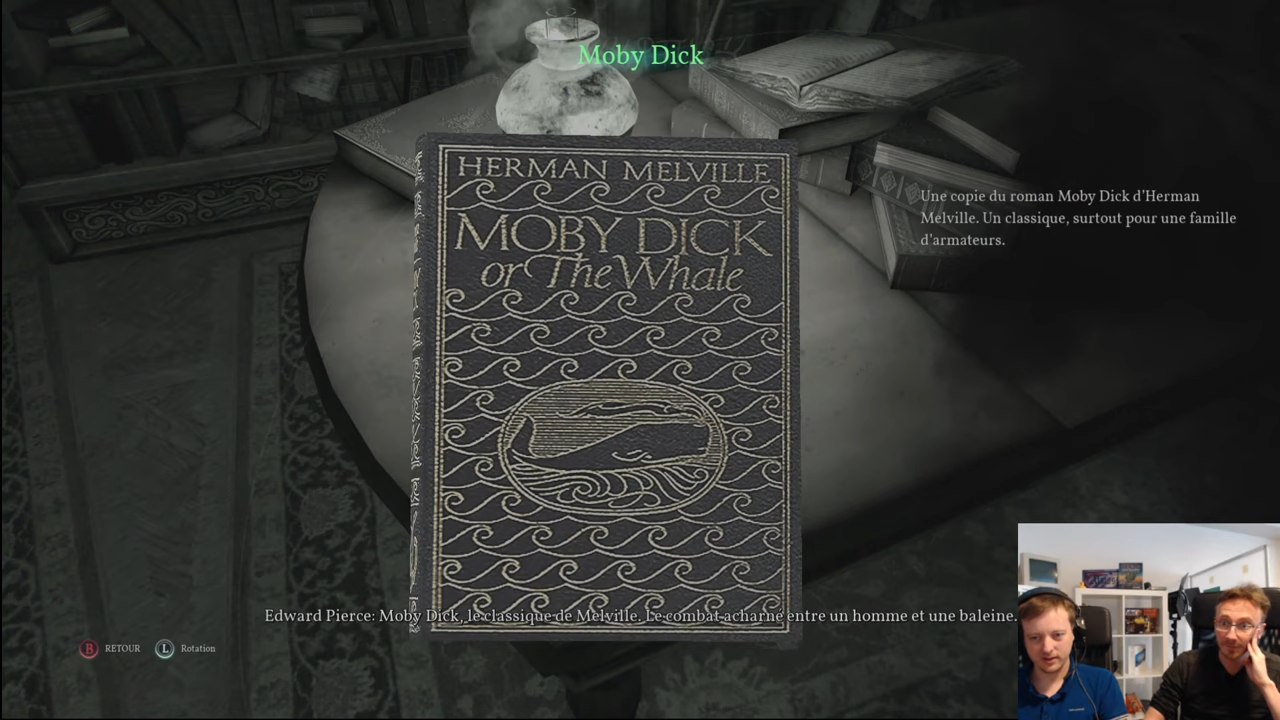 Moby Dick
HERMAN MELVILLE
MOBY DICK
or The Whale
Une copie du roman Moby Dick d'Herman
Melville. Un classique, surtout pour une famille
d'armateurs.
Edward Pierce: Moby Dick, le classique de Melville. Le combat acharné entre un homme et une baleine.
B RETOUR L Rotation